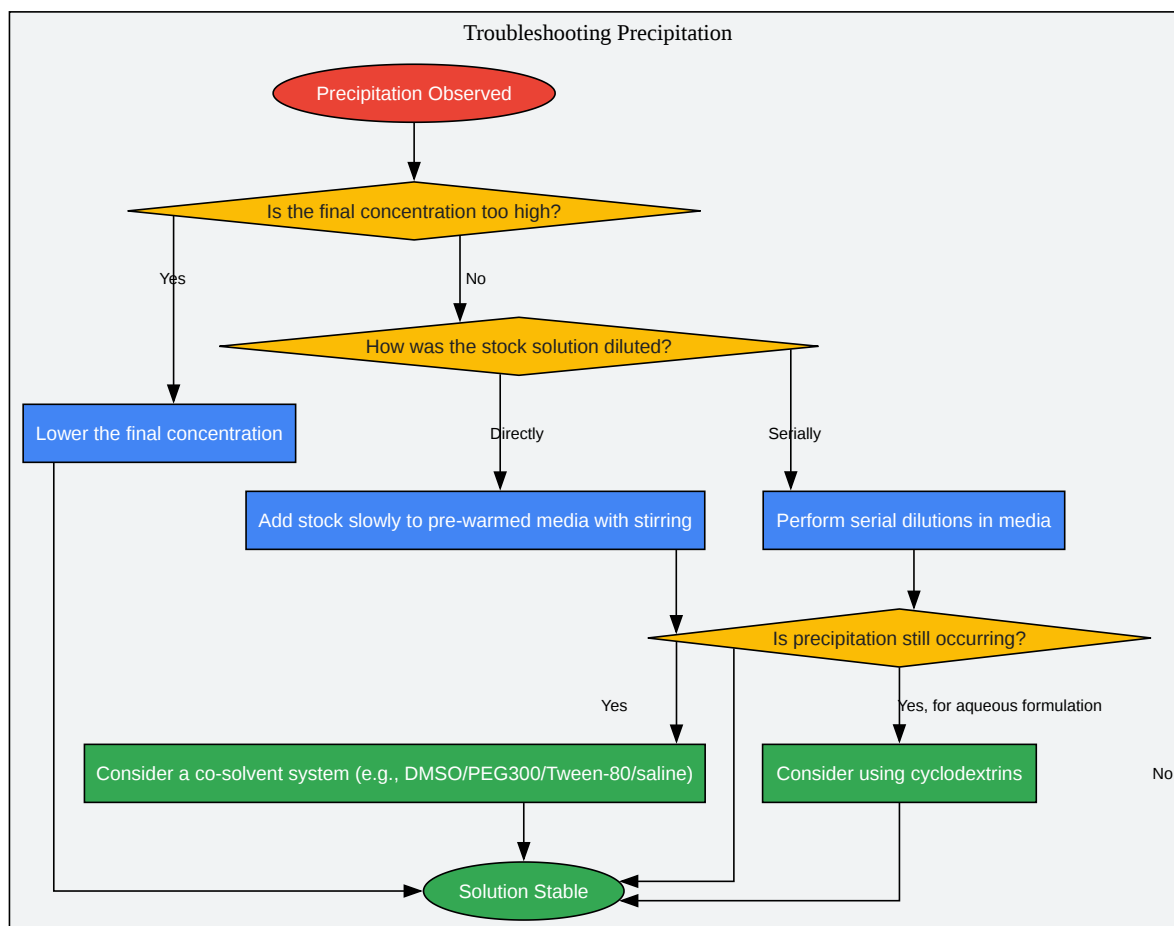 Troubleshooting Precipitation
Precipitation Observed
Is the final concentration too high?
Yes
No
How was the stock solution diluted?
Lower the final concentration
Directly
Serially
Add stock slowly to pre-warmed media with stirring
Perform serial dilutions in media
Is precipitation still occurring?
Yes
Yes, for aqueous formulation
Consider a co-solvent system (e.g., DMSO/PEG300/Tween-80/saline)
Consider using cyclodextrins
No
Solution Stable